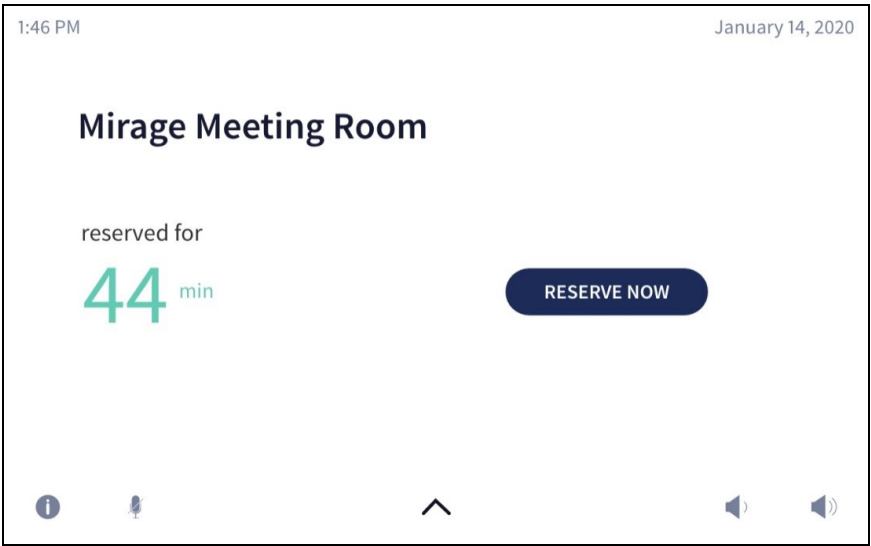 1:46 PM
January 14, 2020
Mirage Meeting Room
reserved for
44 min
RESERVE NOW